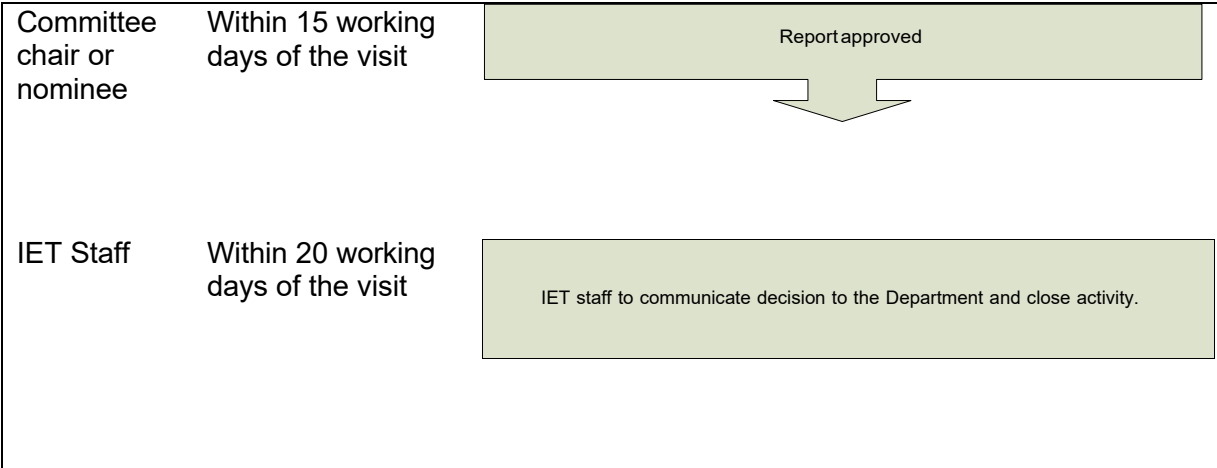 Committee
chair or
nominee
Within 15 working
days of the visit
Report approved
IET Staff
Within 20 working
days of the visit
IET staff to communicate decision to the Department and close activity.